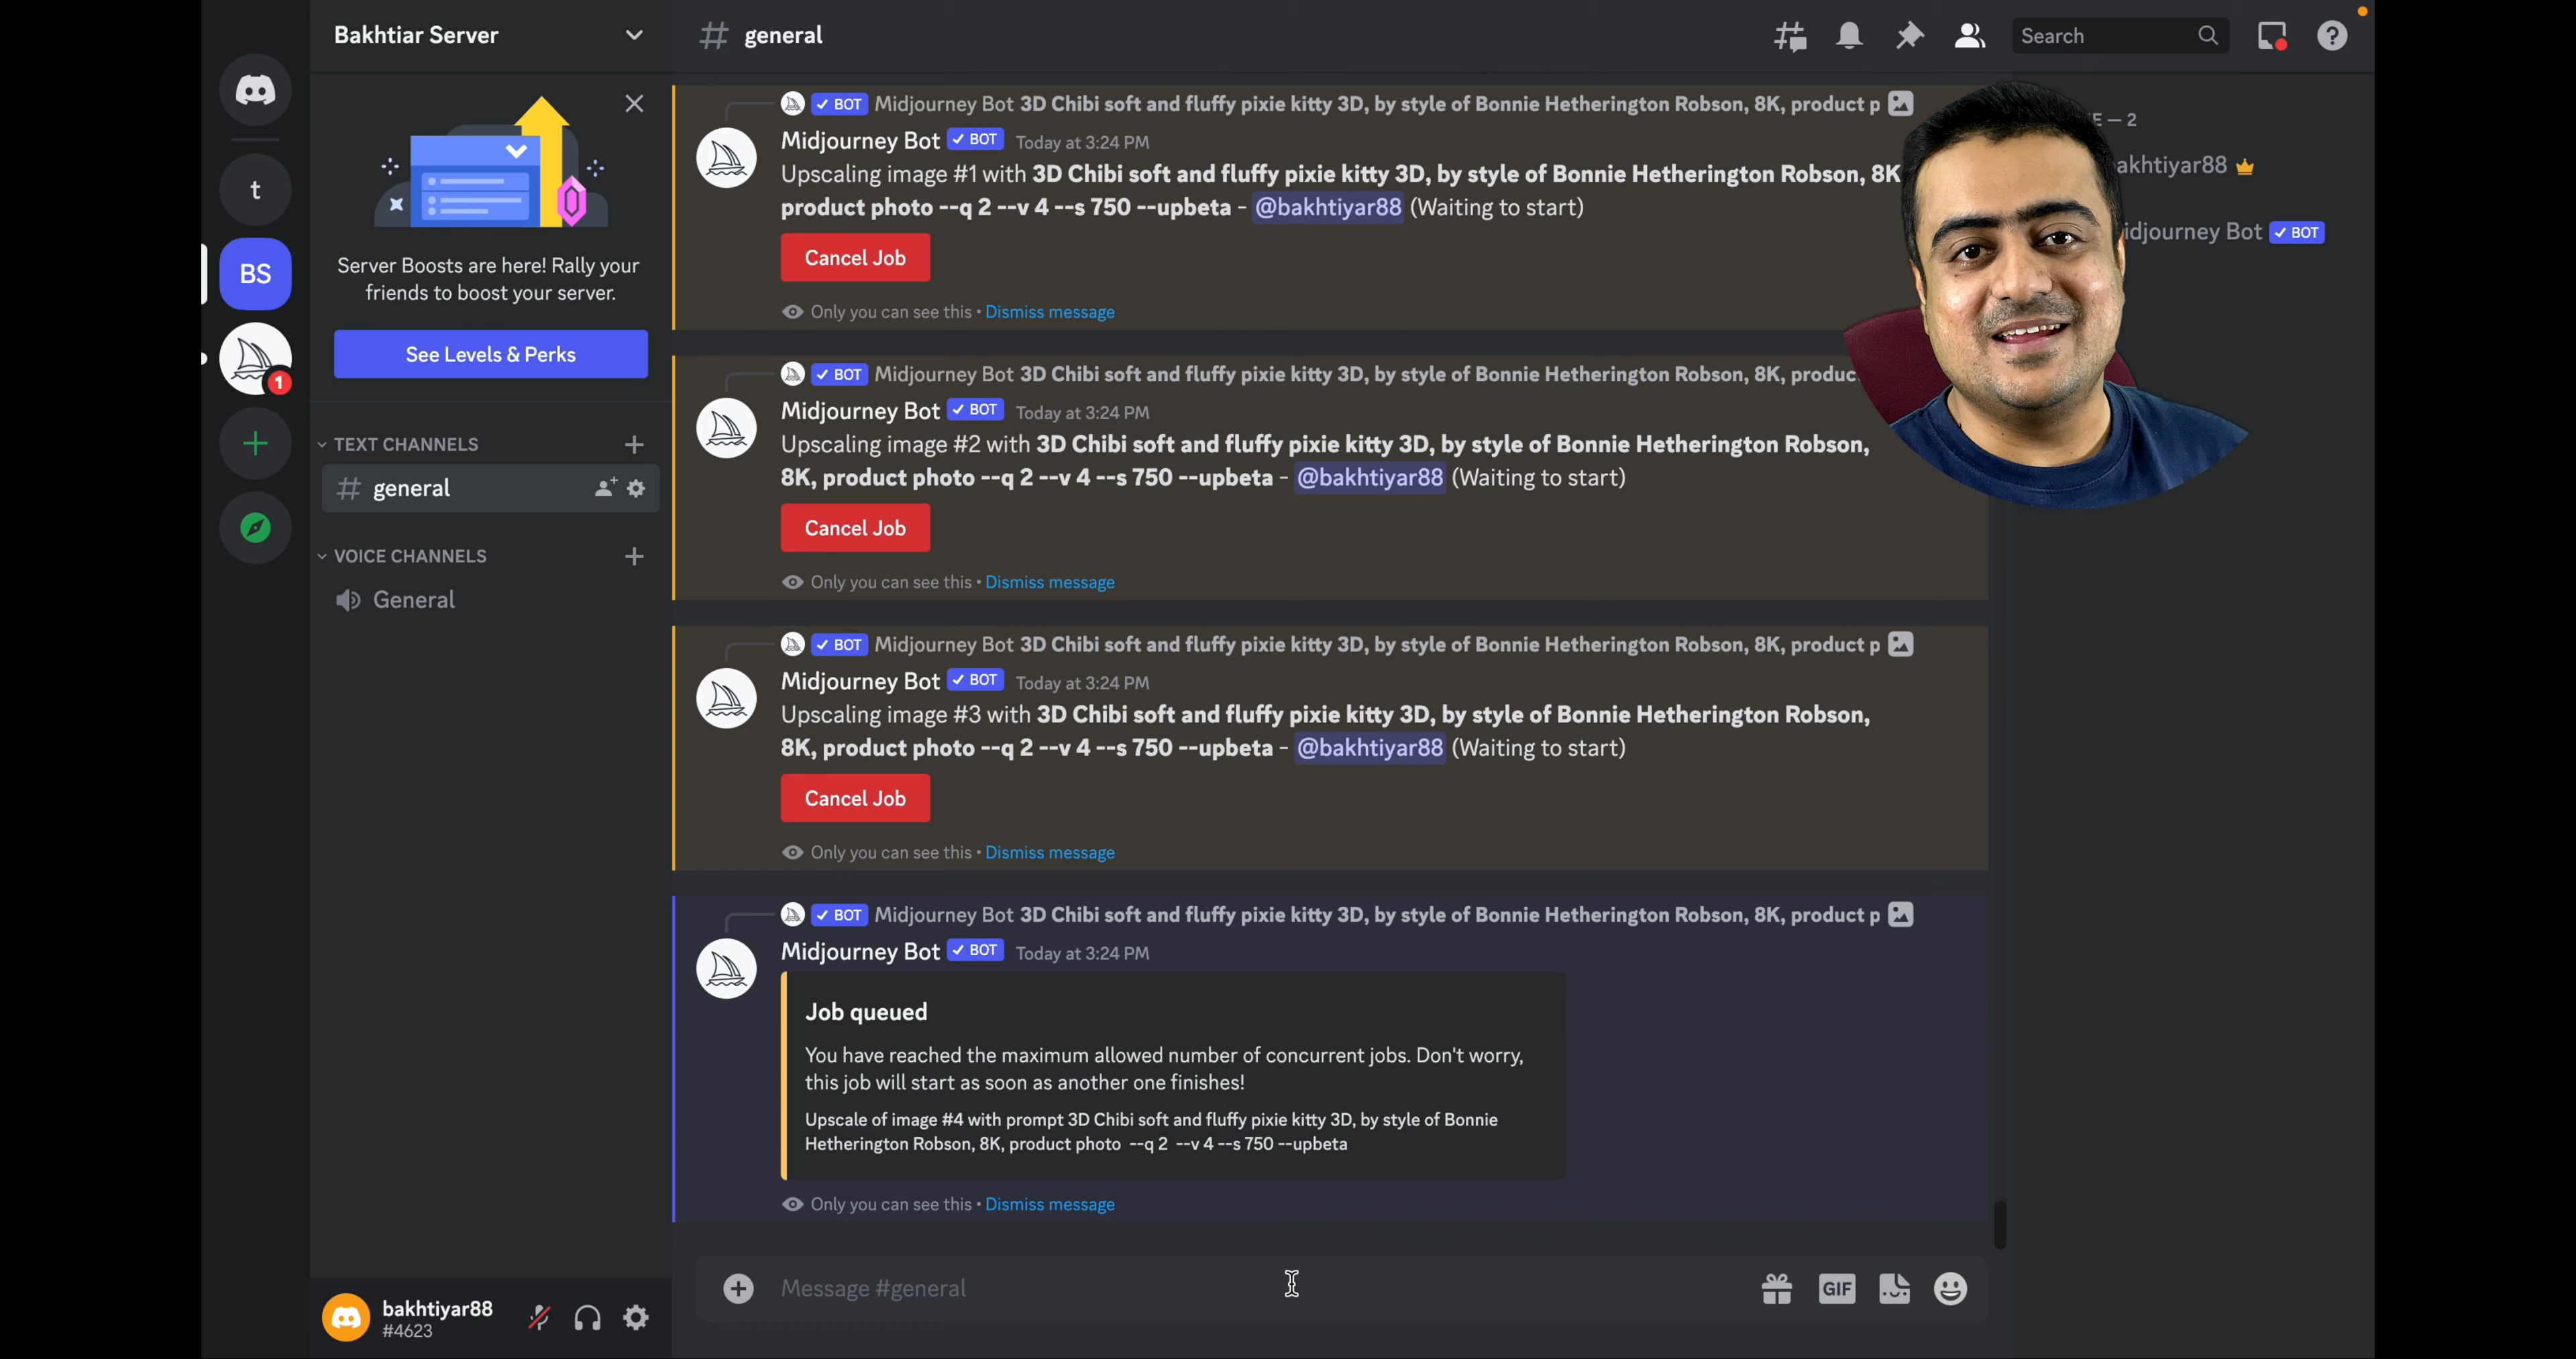 Bakhtiar Server
# general
Search
t
BS
1
Server Boosts are here! Rally your
friends to boost your server.
See Levels & Perks
TEXT CHANNELS
# general
VOICE CHANNELS
General
bakhtiyar88
#4623
BOT Midjourney Bot 3D Chibi soft and fluffy pixie kitty 3D, by style of Bonnie Hetherington Robson, 8K, product p
Midjourney Bot BOT Today at 3:24 PM
Upscaling image #1 with 3D Chibi soft and fluffy pixie kitty 3D, by style of Bonnie Hetherington Robson, 8K
product photo --q 2 --v 4 --s 750 --upbeta - @bakhtiyar88 (Waiting to start)
Cancel Job
Only you can see this • Dismiss message
BOT Midjourney Bot 3D Chibi soft and fluffy pixie kitty 3D, by style of Bonnie Hetherington Robson, 8K, produc
Midjourney Bot BOT Today at 3:24 PM
Upscaling image #2 with 3D Chibi soft and fluffy pixie kitty 3D, by style of Bonnie Hetherington Robson,
8K, product photo --q 2 --v 4 --s 750 --upbeta - @bakhtiyar88 (Waiting to start)
Cancel Job
Only you can see this • Dismiss message
BOT Midjourney Bot 3D Chibi soft and fluffy pixie kitty 3D, by style of Bonnie Hetherington Robson, 8K, product p
Midjourney Bot BOT Today at 3:24 PM
Upscaling image #3 with 3D Chibi soft and fluffy pixie kitty 3D, by style of Bonnie Hetherington Robson,
8K, product photo --q 2 --v 4 --s 750 --upbeta - @bakhtiyar88 (Waiting to start)
Cancel Job
Only you can see this • Dismiss message
BOT Midjourney Bot 3D Chibi soft and fluffy pixie kitty 3D, by style of Bonnie Hetherington Robson, 8K, product p
Midjourney Bot BOT Today at 3:24 PM
Job queued
You have reached the maximum allowed number of concurrent jobs. Don't worry,
this job will start as soon as another one finishes!
Upscale of image #4 with prompt 3D Chibi soft and fluffy pixie kitty 3D, by style of Bonnie
Hetherington Robson, 8K, product photo --q 2 --v 4 --s 750 --upbeta
Only you can see this • Dismiss message
Message #general
GIF
E — 2
akhtiyar88
idjourney Bot BOT